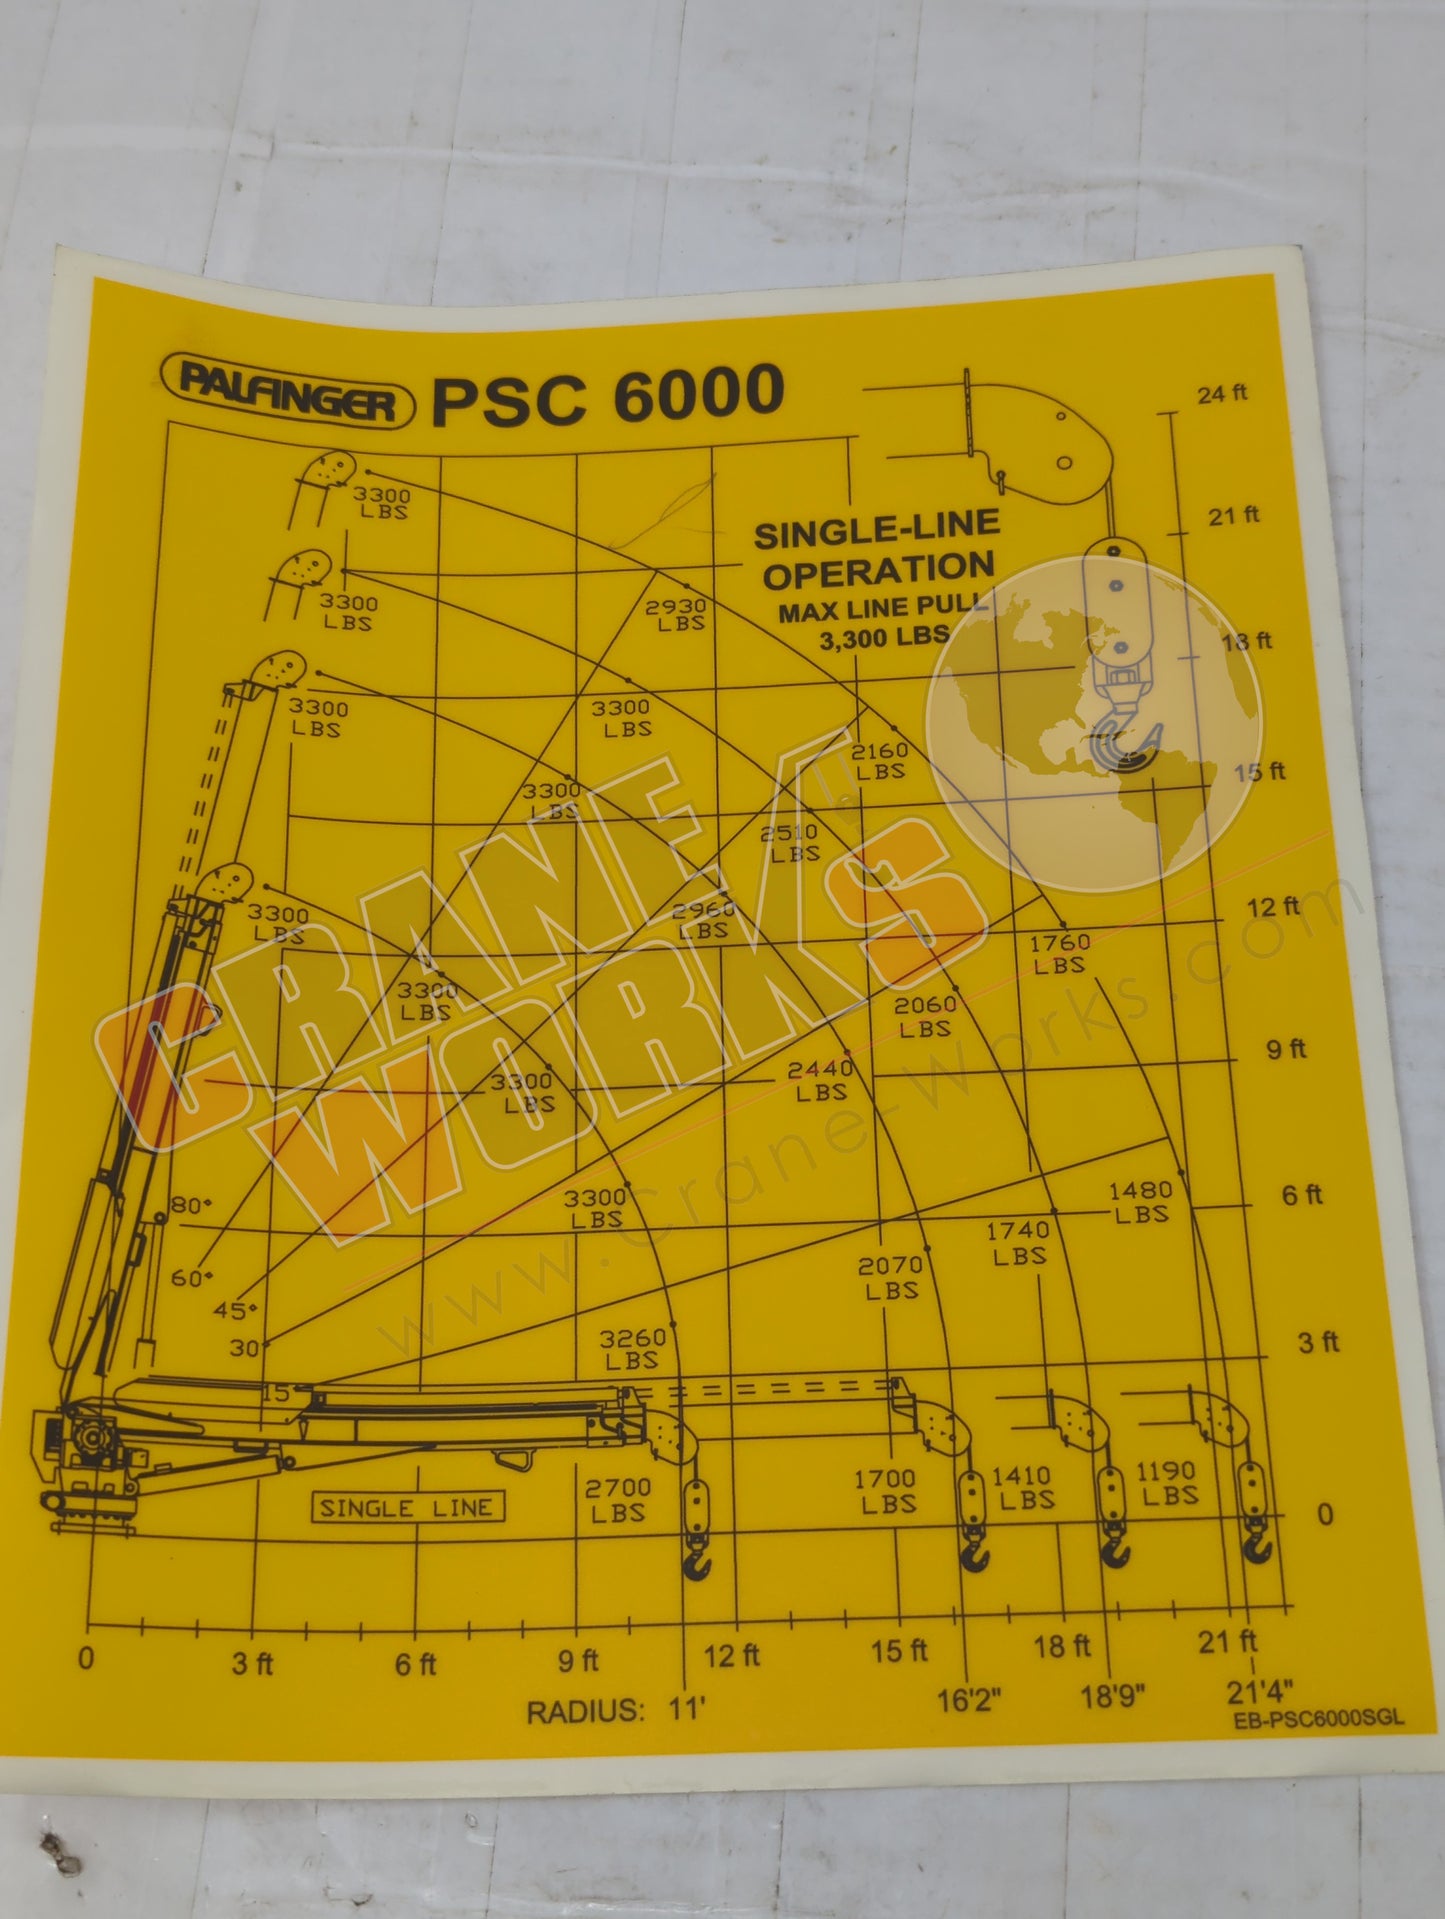 PALFINGER PSC 6000
24 ft
3300
LBS
SINGLE-LINE
OPERATION
MAX LINE PULL
3,300 LBS
21 ft
3300
LBS
2930
LBS
18 ft
3300
LBS
3300
LBS
2160
LBS
15 ft
3300
LBS
2510
LBS
3300
LBS
2960
LBS
12 ft
1760
LBS
3300
LBS
2060
LBS
CRANE
WORKS
www.crane-works.com
9 ft
3300
LBS
2440
LBS
3300
LBS
1480
LBS
6 ft
80°
1740
LBS
2070
LBS
60°
45°
30°
3260
LBS
3 ft
15°
2700
LBS
1700
LBS
1410
LBS
1190
LBS
SINGLE LINE
0
0 3 ft 6 ft 9 ft 12 ft 15 ft 18 ft 21 ft
RADIUS: 11' 16'2" 18'9" 21'4"
EB-PSC6000SGL